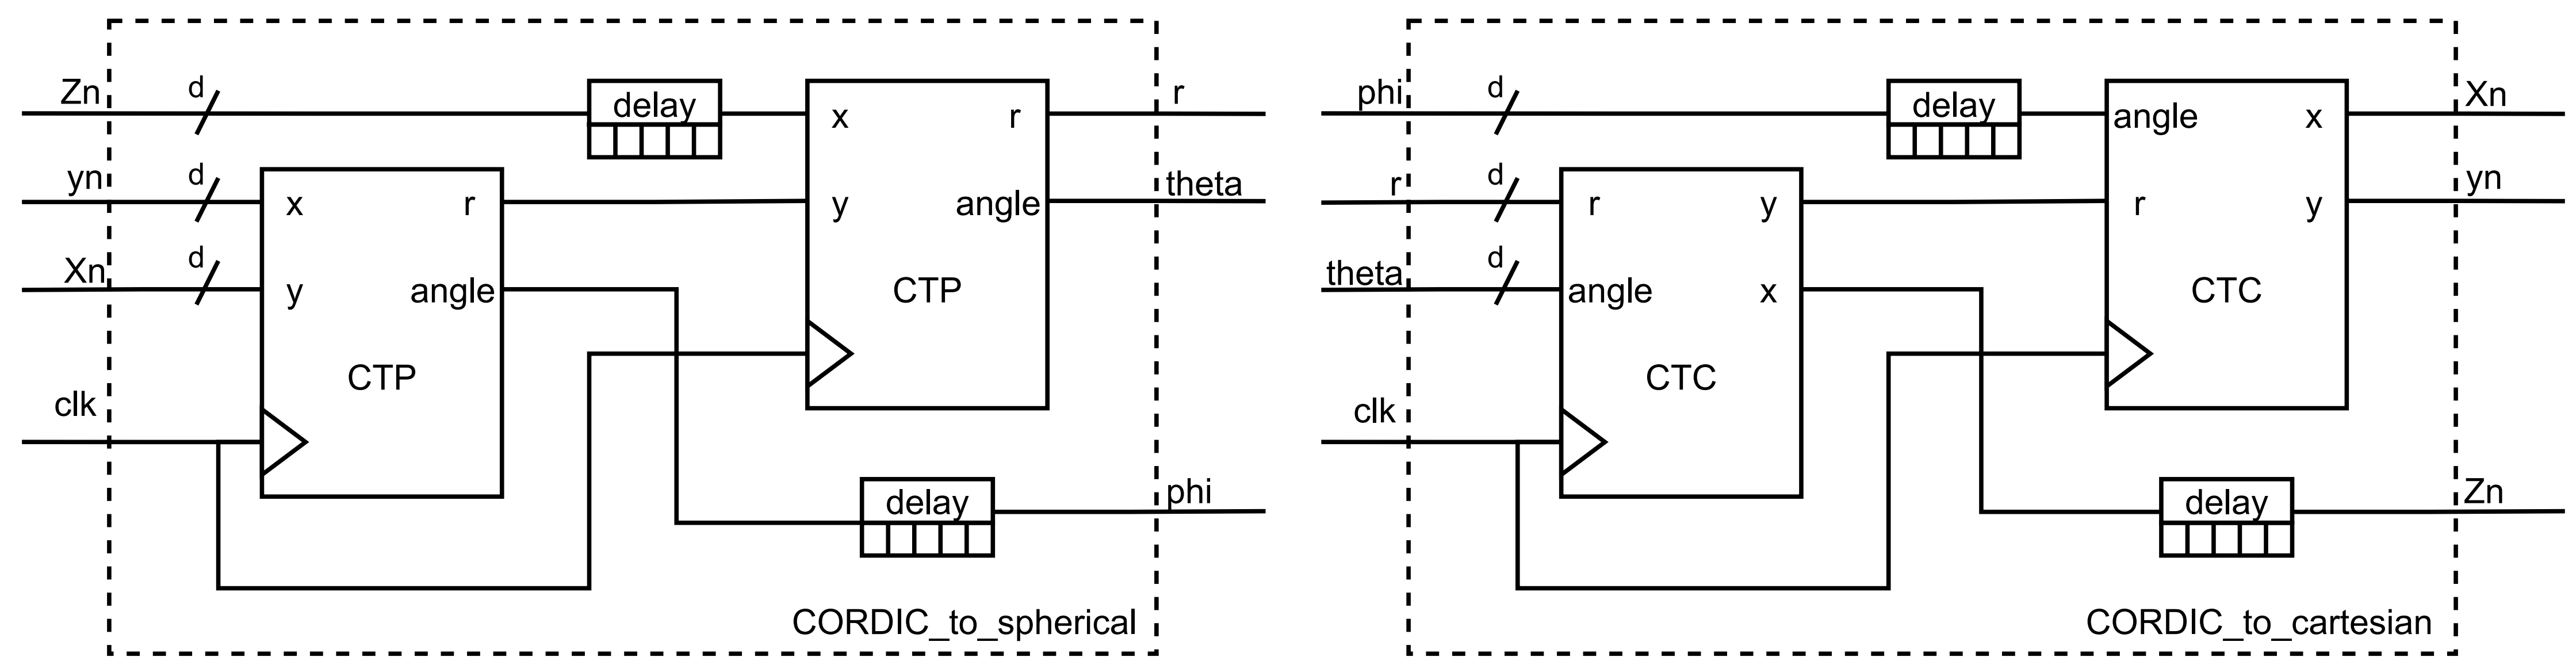 Zn
d
delay
x
r
r
yn
d
x
r
y
angle
theta
Xn
d
y
angle
CTP
CTP
clk
delay
phi
CORDIC_to_spherical
phi
d
delay
angle
x
Xn
r
d
r
y
r
y
yn
theta
d
angle
x
CTC
CTC
clk
delay
Zn
CORDIC_to_cartesian